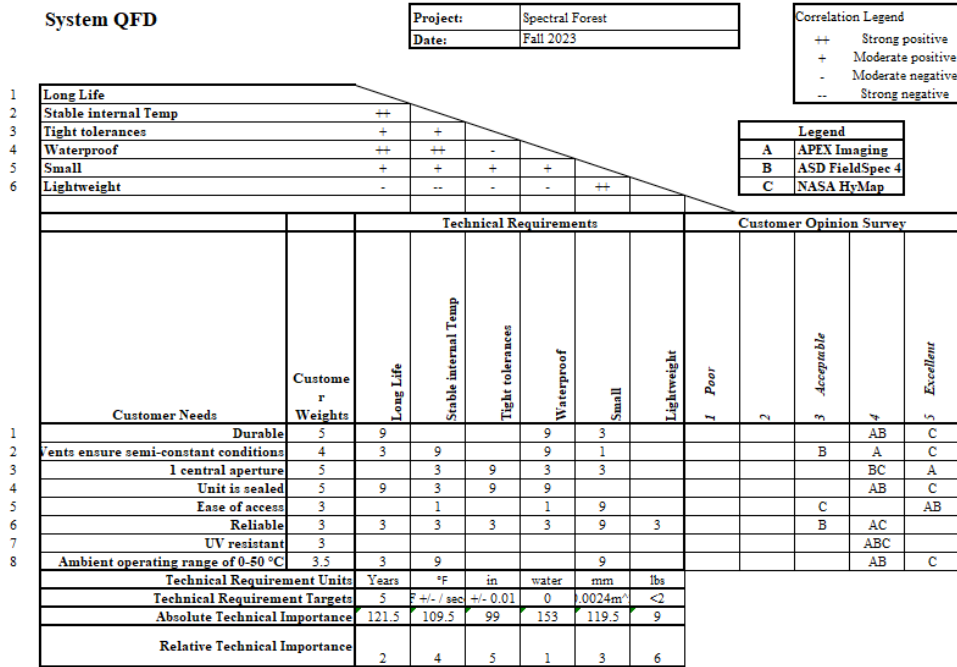 System QFD
Project: Spectral Forest
Date: Fall 2023
Correlation Legend
++ Strong positive
+ Moderate positive
- Moderate negative
-- Strong negative
1 Long Life
2 Stable internal Temp ++
3 Tight tolerances + +
4 Waterproof ++ ++ -
5 Small + + + +
6 Lightweight - -- - - ++
Legend
A APEX Imaging
B ASD FieldSpec 4
C NASA HyMap
Technical Requirements Customer Opinion Survey
Customer Needs
Custome
r
Weights
Long Life
Stable internal Temp
Tight tolerances
Waterproof
Small
Lightweight
1 Poor
2
3 Acceptable
4
5 Excellent
1 Durable 5 9 9 3 AB C
2 Vents ensure semi-constant conditions 4 3 9 9 1 B A C
3 1 central aperture 5 3 9 3 3 BC A
4 Unit is sealed 5 9 3 9 9 AB C
5 Ease of access 3 1 1 9 C AB
6 Reliable 3 3 3 3 3 9 3 B AC
7 UV resistant 3 ABC
8 Ambient operating range of 0-50 °C 3.5 3 9 9 AB C
Technical Requirement Units Years °F in water mm lbs
Technical Requirement Targets 5 F +/- / sec +/- 0.01 0 .0024m^ <2
Absolute Technical Importance 121.5 109.5 99 153 119.5 9
Relative Technical Importance 2 4 5 1 3 6